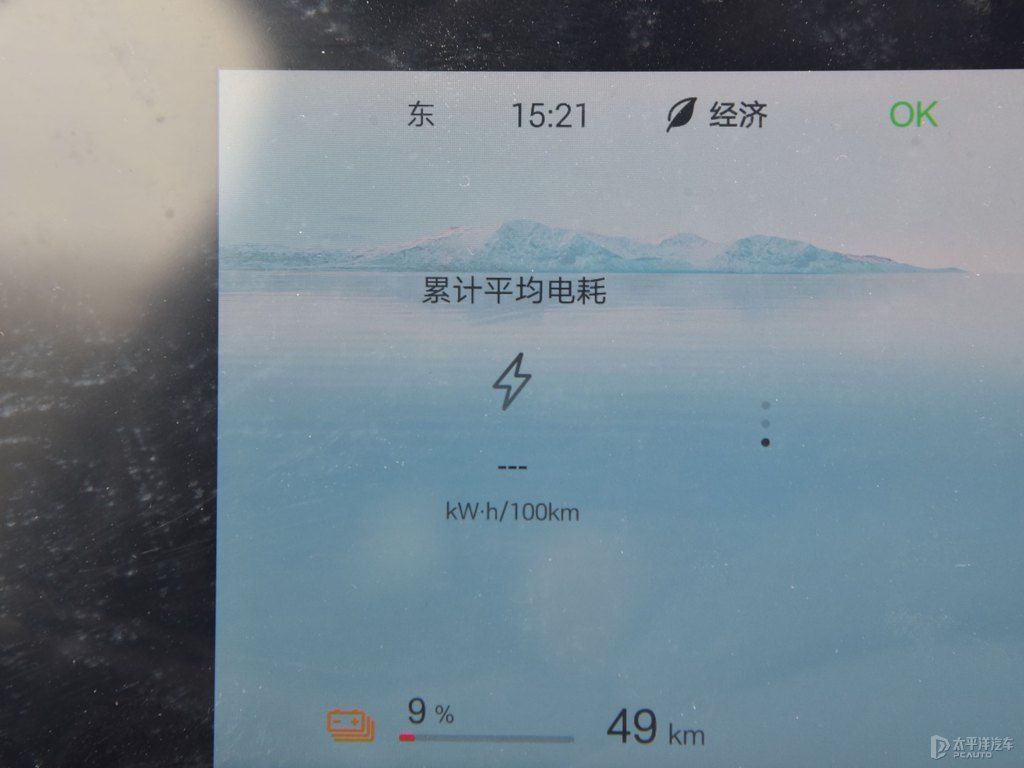 东 15:21 经济 OK
累计平均电耗
---
kW·h/100km
9 % 49 km
太平洋汽车
PCAUTO